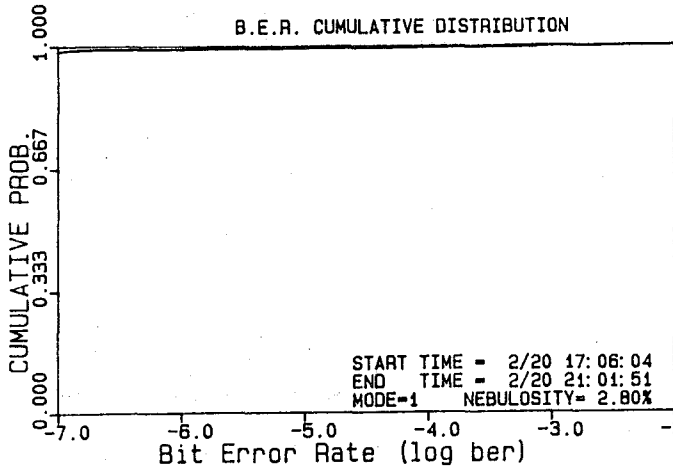 B.E.R. CUMULATIVE DISTRIBUTION
CUMULATIVE PROB.
1.000
0.667
0.333
0.000
START TIME = 2/20 17:06:04
END TIME = 2/20 21:01:51
MODE=1 NEBULOSITY= 2.80%
-7.0 -6.0 -5.0 -4.0 -3.0
Bit Error Rate (log ber)